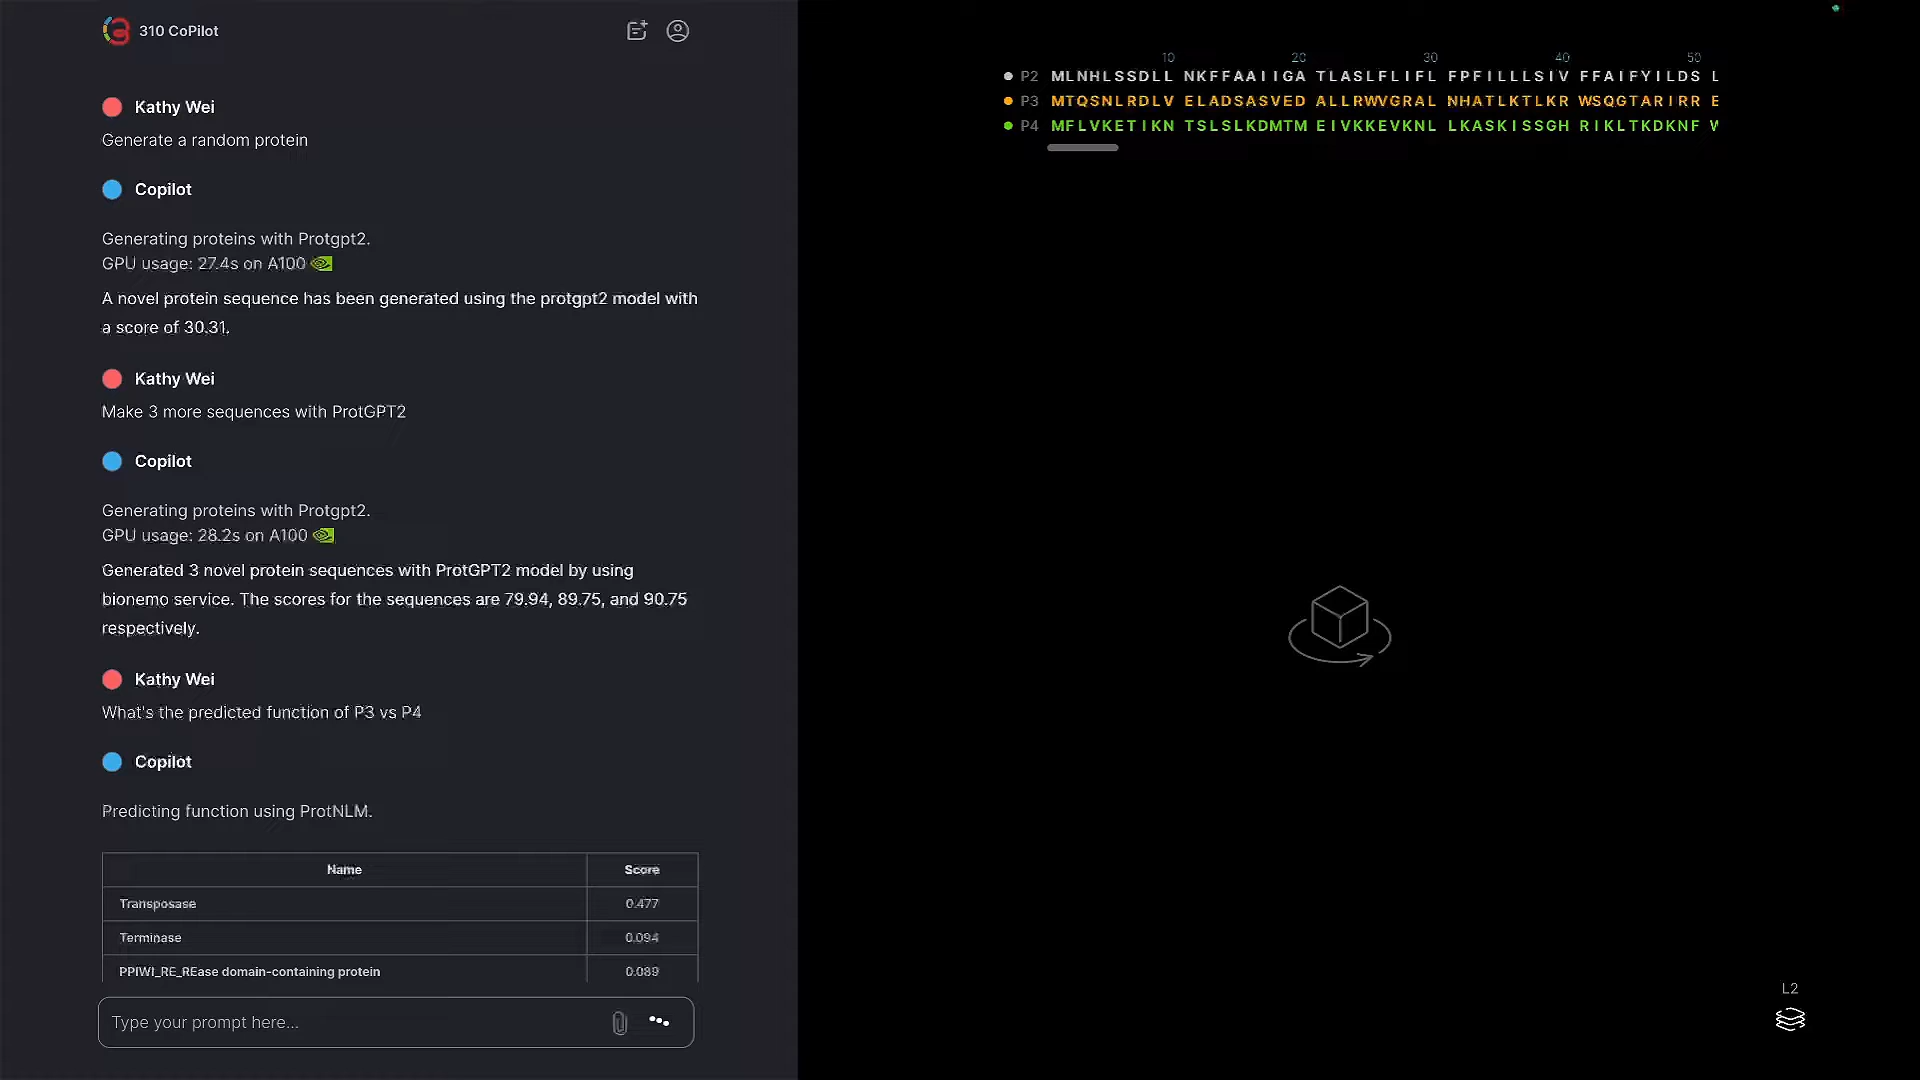 310 CoPilot
Kathy Wei
Generate a random protein
Copilot
Generating proteins with Protgpt2.
GPU usage: 27.4s on A100
A novel protein sequence has been generated using the protgpt2 model with
a score of 30.31.
Kathy Wei
Make 3 more sequences with ProtGPT2
Copilot
Generating proteins with Protgpt2.
GPU usage: 28.2s on A100
Generated 3 novel protein sequences with ProtGPT2 model by using
bionemo service. The scores for the sequences are 79.94, 89.75, and 90.75
respectively.
Kathy Wei
What's the predicted function of P3 vs P4
Copilot
Predicting function using ProtNLM.
Name Score
Transposase 0.477
Terminase 0.094
PPIWI_RE_REase domain-containing protein 0.089
Type your prompt here...
10 20 30 40 50
P2 MLNHLSSDLL NKFFAAIIGA TLASLFLIFL FPFILLLSIV FFAIFYILDS L
P3 MTQSNLRDLV ELADSASVED ALLRWVGRAL NHATLKTLKR WSQGTARIRR E
P4 MFLVKETIKN TSLSLKDMTM EIVKKEVKNL LKASKISSGH RIKLTKDKNF
L2